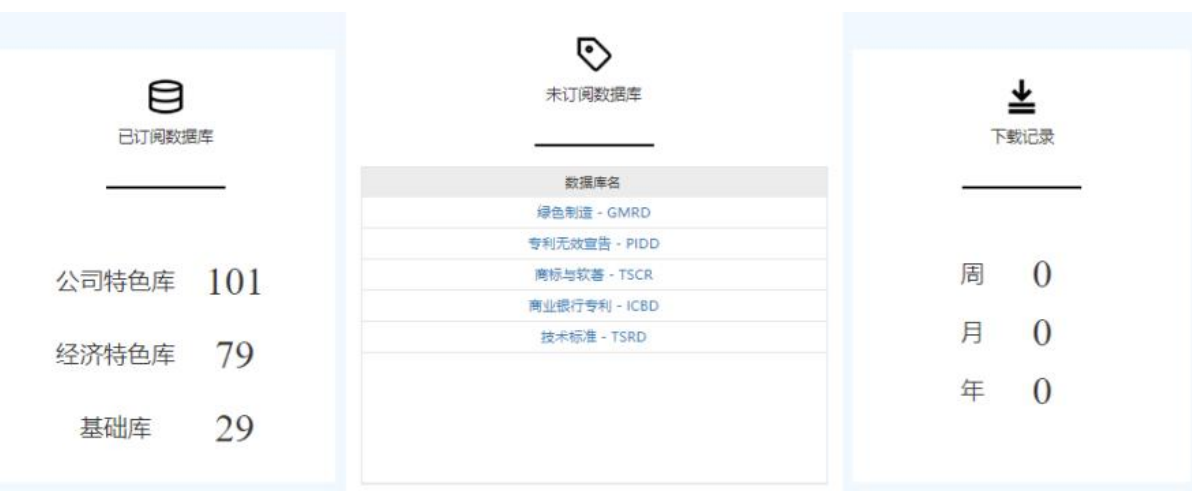 已订阅数据库
公司特色库 101
经济特色库 79
基础库 29
未订阅数据库
数据库名
绿色制造 - GMRD
专利无效宣告 - PIDD
商标与软著 - TSCR
商业银行专利 - ICBD
技术标准 - TSRD
下载记录
周 0
月 0
年 0